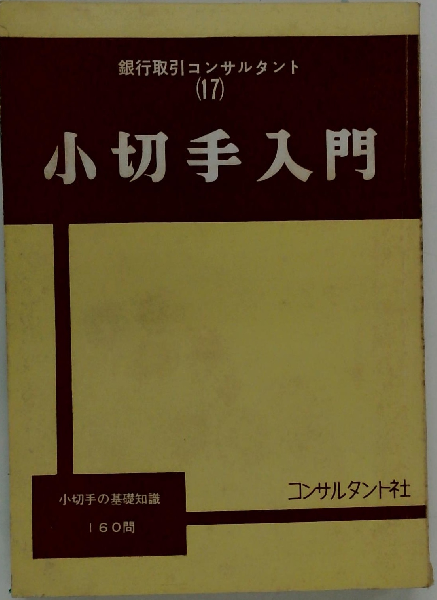 銀行取引コンサルタント
(17)
小切手入門
小切手の基礎知識
160問
コンサルタント社